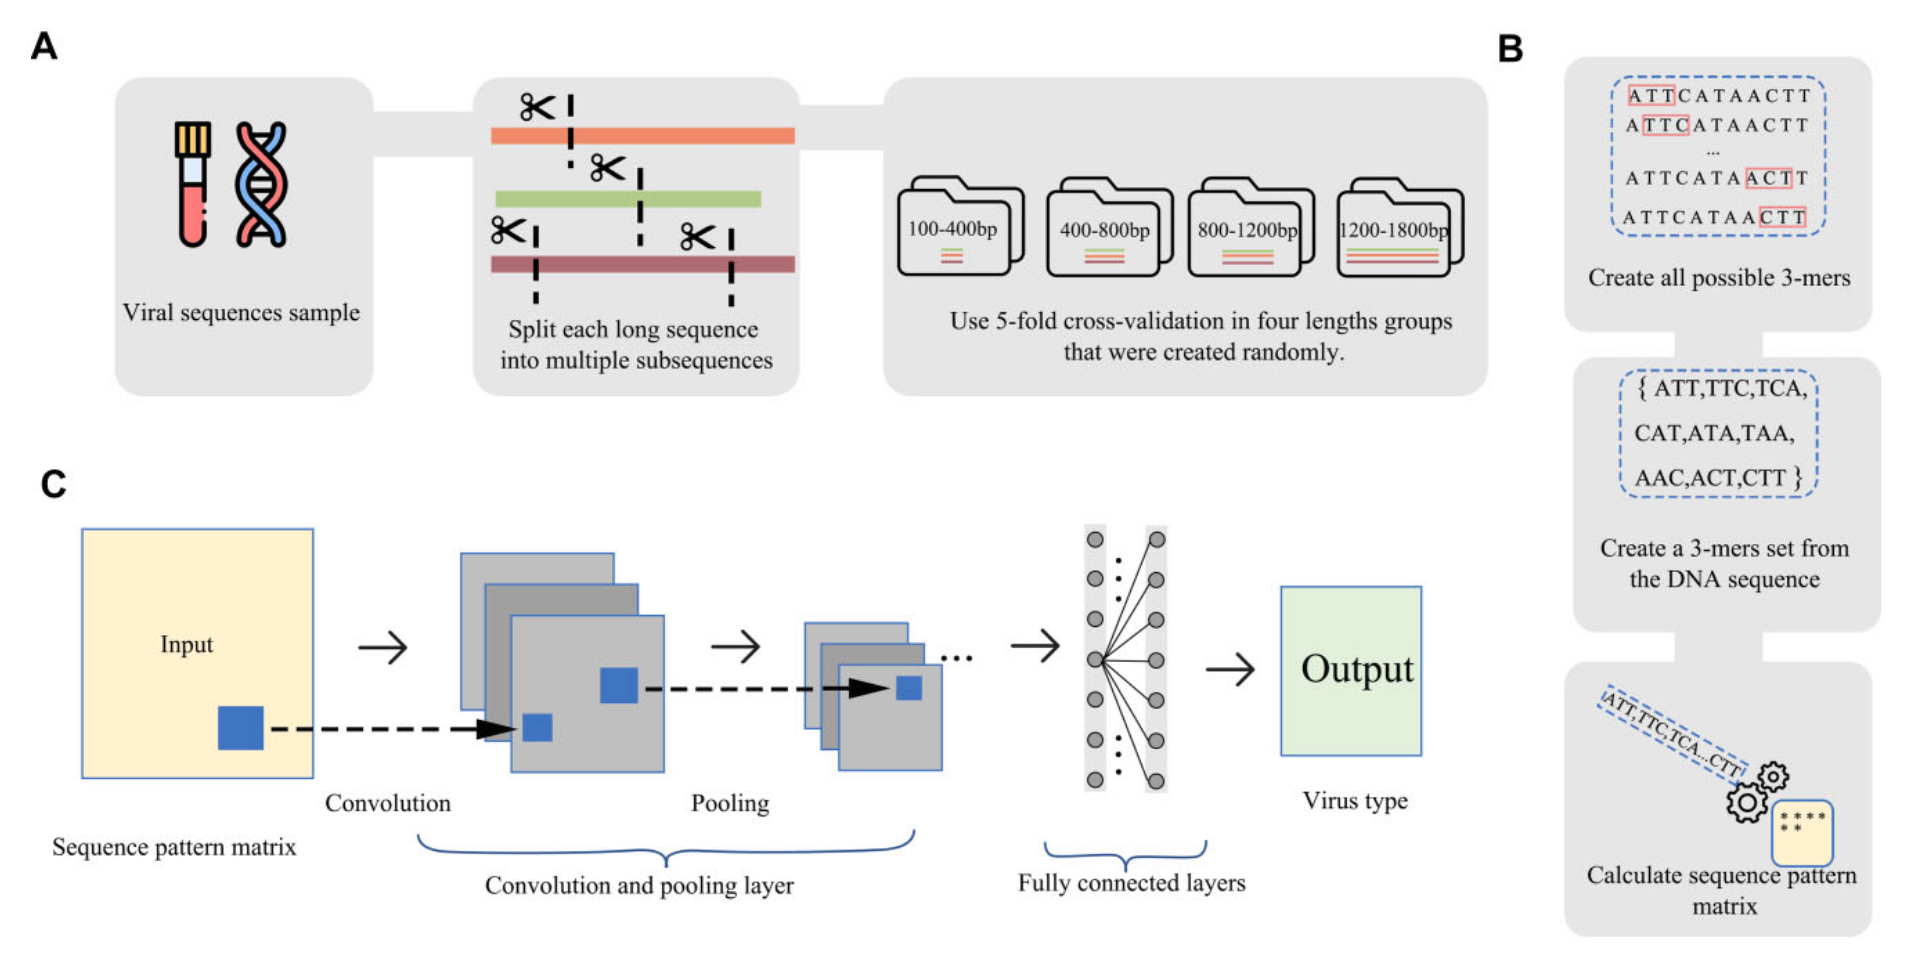 A
Viral sequences sample
Split each long sequence
into multiple subsequences
100-400bp
400-800bp
800-1200bp
1200-1800bp
Use 5-fold cross-validation in four lengths groups
that were created randomly.
B
A T T C A T A A C T T
A T T C A T A A C T T
...
A T T C A T A A C T T
A T T C A T A A C T T
Create all possible 3-mers
{ ATT,TTC,TCA,
CAT,ATA,TAA,
AAC,ACT,CTT }
Create a 3-mers set from
the DNA sequence
ATT,TTC,TCA...CTT
* * * *
* *
Calculate sequence pattern
matrix
C
Input
Sequence pattern matrix
Convolution
Pooling
...
Convolution and pooling layer
Fully connected layers
Output
Virus type